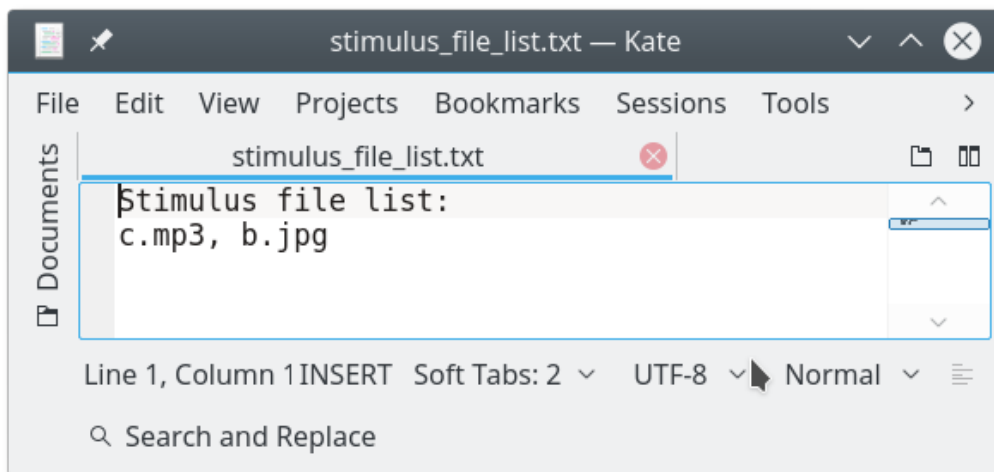 stimulus_file_list.txt — Kate
File Edit View Projects Bookmarks Sessions Tools
Documents
stimulus_file_list.txt
Stimulus file list:
c.mp3, b.jpg
Line 1, Column 1 INSERT Soft Tabs: 2 UTF-8 Normal
Search and Replace